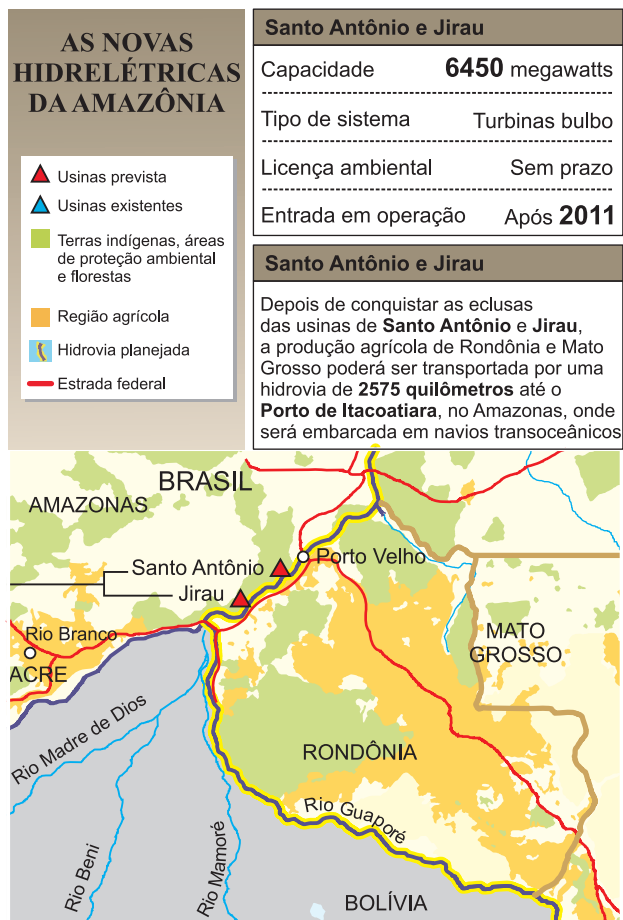 AS NOVAS
HIDRELÉTRICAS
DA AMAZÔNIA
Usinas prevista
Usinas existentes
Terras indígenas, áreas
de proteção ambiental
e florestas
Região agrícola
Hidrovia planejada
Estrada federal
Santo Antônio e Jirau
Capacidade 6450 megawatts
Tipo de sistema Turbinas bulbo
Licença ambiental Sem prazo
Entrada em operação Após 2011
Santo Antônio e Jirau
Depois de conquistar as eclusas
das usinas de Santo Antônio e Jirau,
a produção agrícola de Rondônia e Mato
Grosso poderá ser transportada por uma
hidrovia de 2575 quilômetros até o
Porto de Itacoatiara, no Amazonas, onde
será embarcada em navios transoceânicos
BRASIL
AMAZONAS
Santo Antônio
Porto Velho
Jirau
Rio Branco
ACRE
MATO
GROSSO
Rio Madre de Dios
RONDÔNIA
Rio Guaporé
Rio Beni
Rio Mamoré
BOLÍVIA